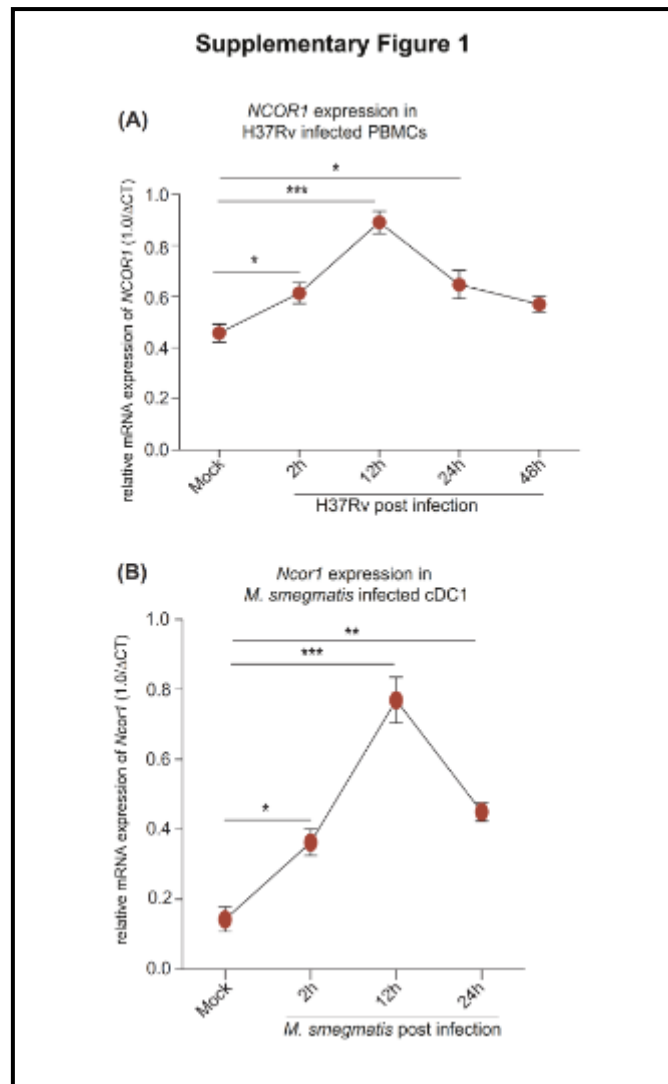 Supplementary Figure 1
(A)
NCOR1 expression in
H37Rv infected PBMCs
relative mRNA expression of NCOR1 (1.0/ΔCT)
*
***
*
1.0
0.8
0.6
0.4
0.2
0.0
Mock
2h
12h
24h
48h
H37Rv post infection
(B)
Ncor1 expression in
M. smegmatis infected cDC1
relative mRNA expression of Ncor1 (1.0/ΔCT)
**
***
*
1.0
0.8
0.6
0.4
0.2
0.0
Mock
2h
12h
24h
M. smegmatis post infection